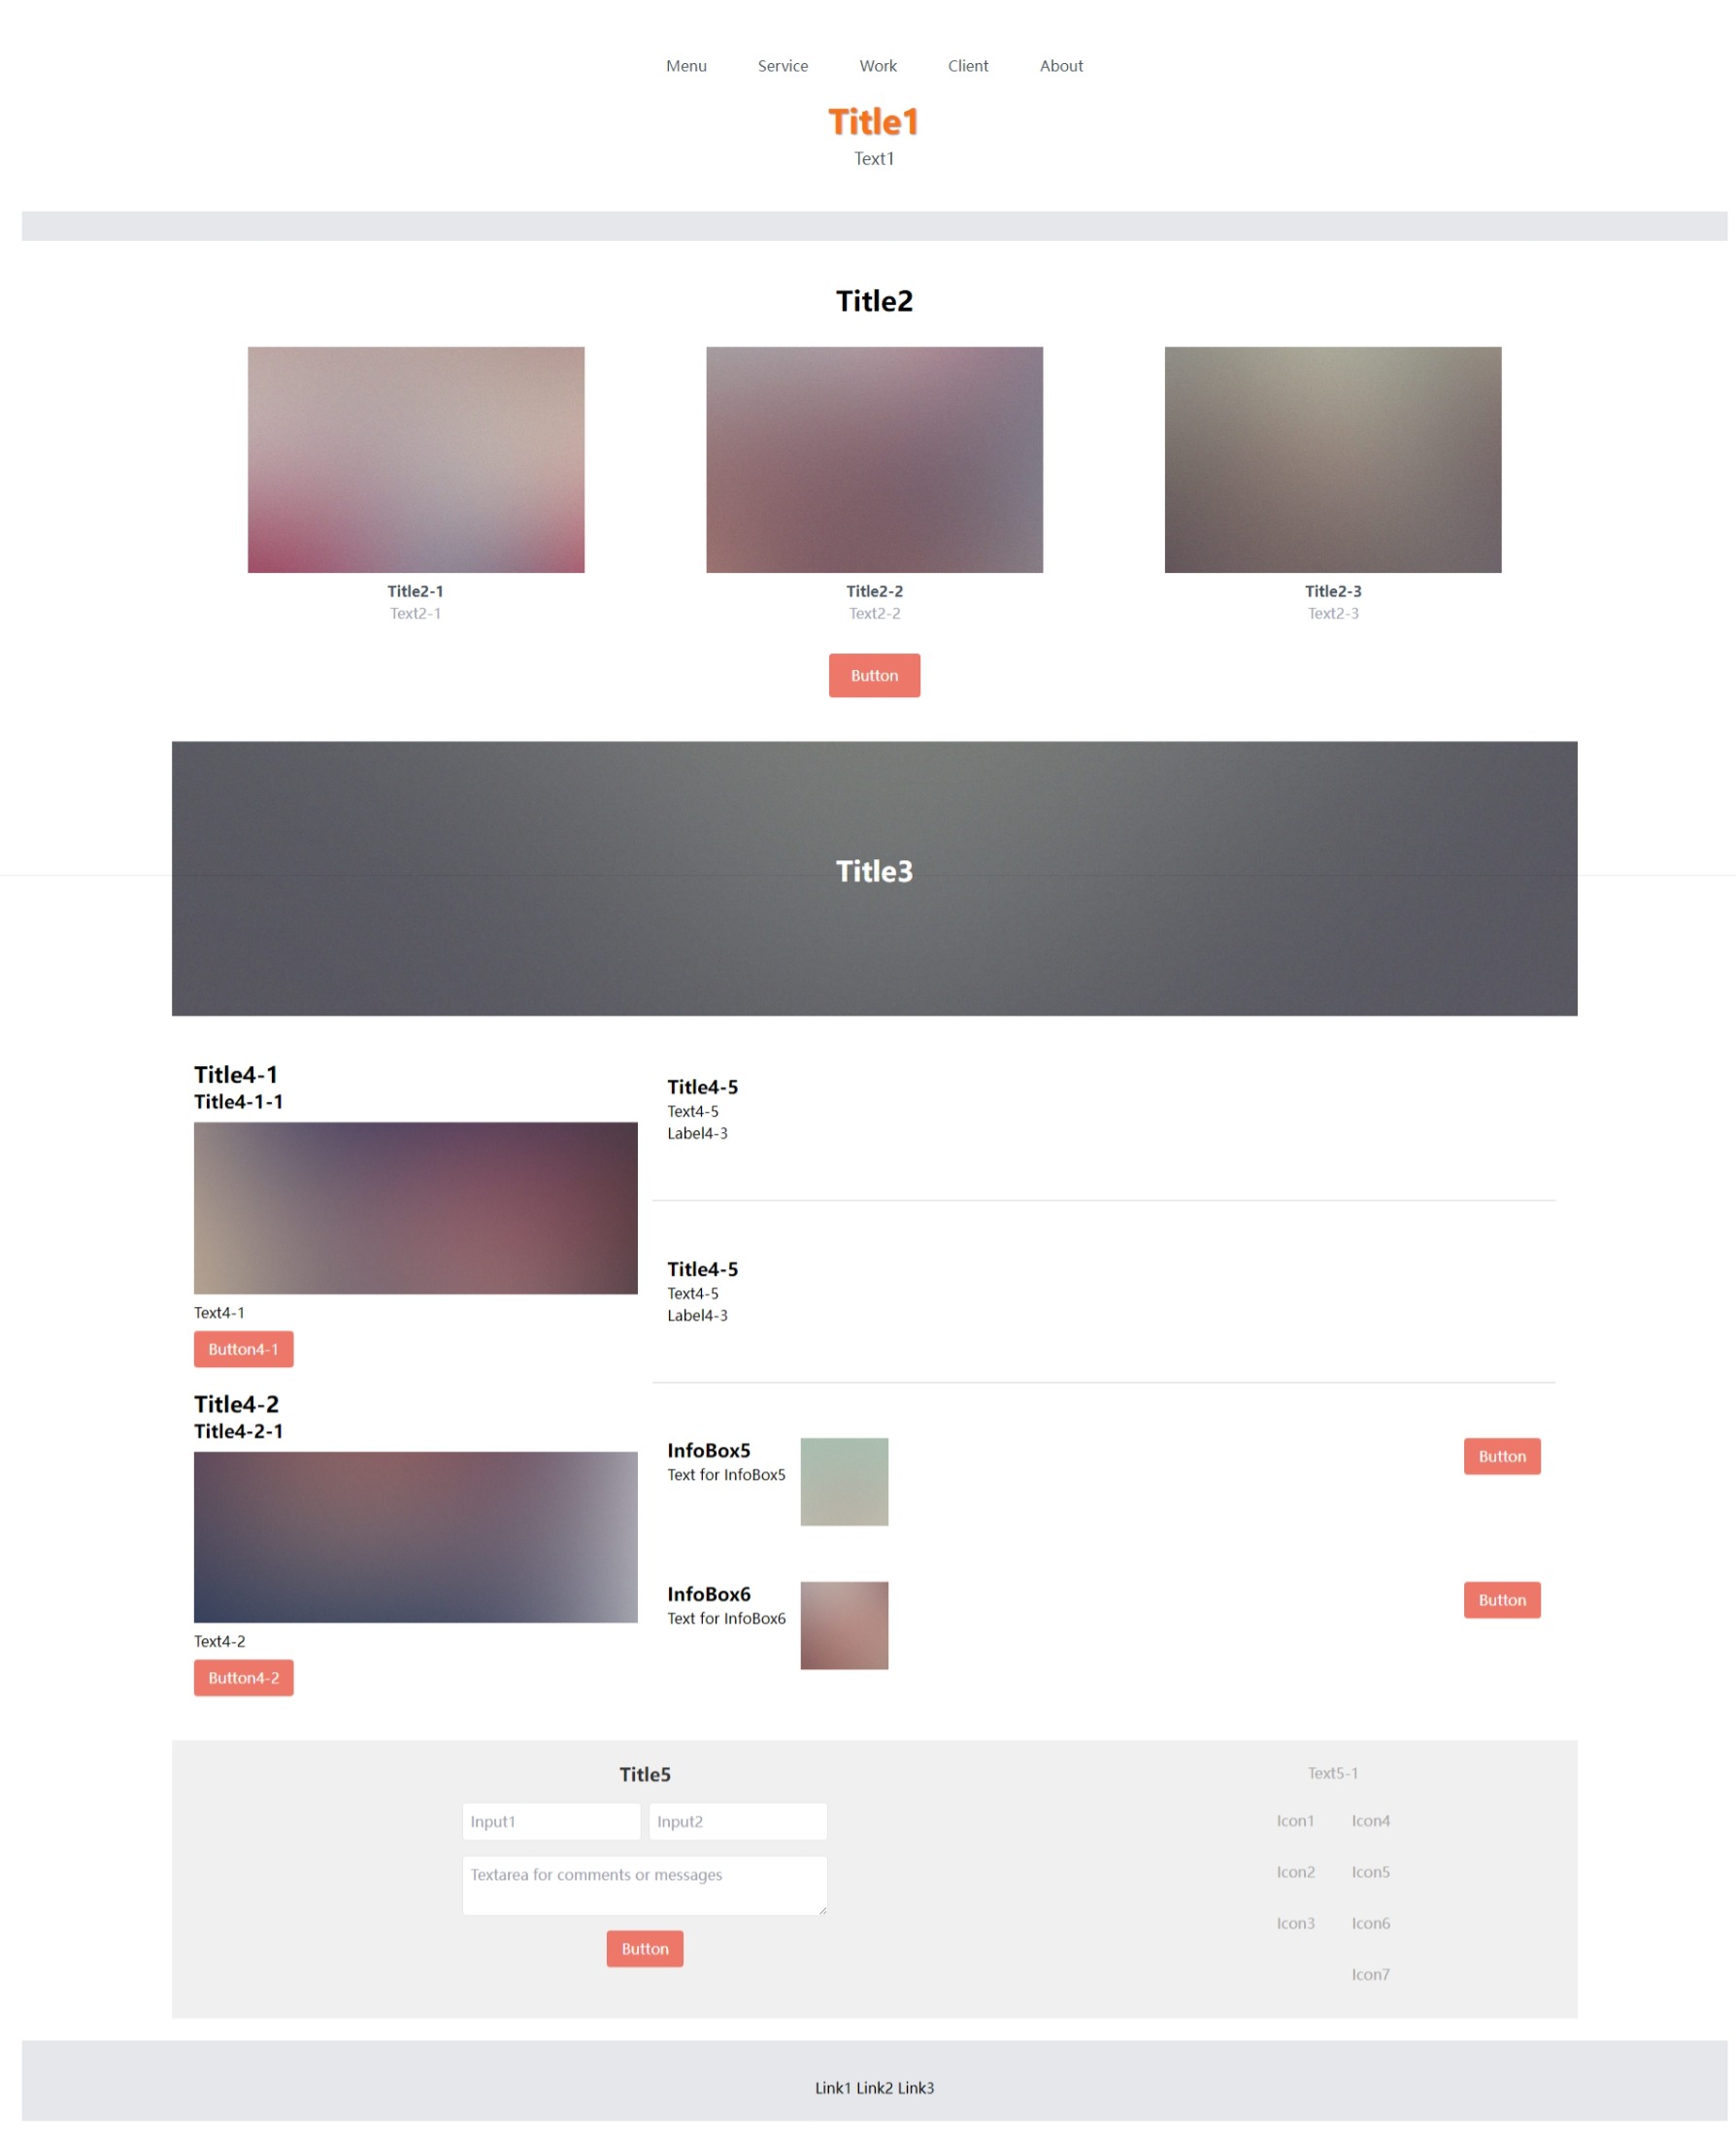 Menu Service Work Client About
Title1
Text1
Title2
Title2-1
Text2-1
Title2-2
Text2-2
Title2-3
Text2-3
Button
Title3
Title4-1
Title4-1-1
Text4-1
Button4-1
Title4-2
Title4-2-1
Text4-2
Button4-2
Title4-5
Text4-5
Label4-3
Title4-5
Text4-5
Label4-3
InfoBox5
Text for InfoBox5
Button
InfoBox6
Text for InfoBox6
Button
Title5
Input1 Input2
Textarea for comments or messages
Button
Text5-1
Icon1 Icon4
Icon2 Icon5
Icon3 Icon6
Icon7
Link1 Link2 Link3